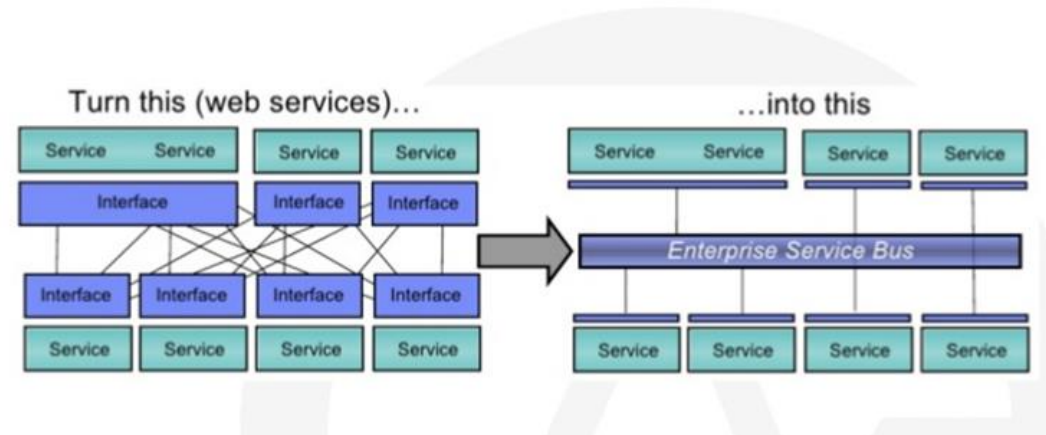 Turn this (web services)...
...into this
Service Service Service Service
Service Service Service Service
Interface Interface Interface
Enterprise Service Bus
Interface Interface Interface Interface
Service Service Service Service
Service Service Service Service